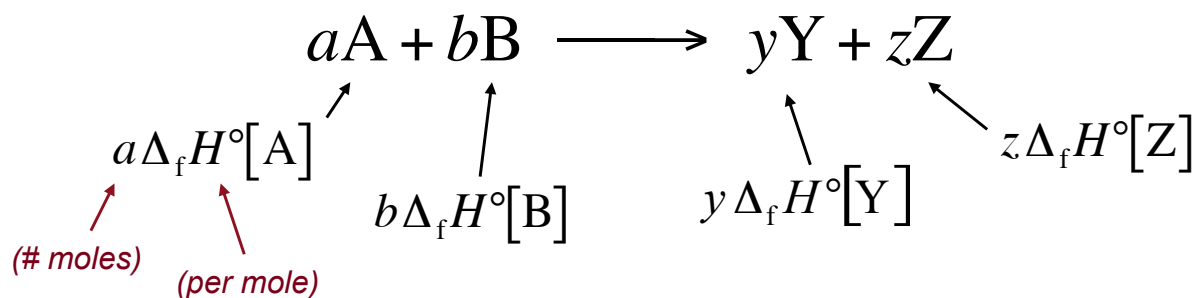 aA + bB ⟶ yY + zZ
aΔfH°[A]
zΔfH°[Z]
bΔfH°[B]
yΔfH°[Y]
(# moles)
(per mole)